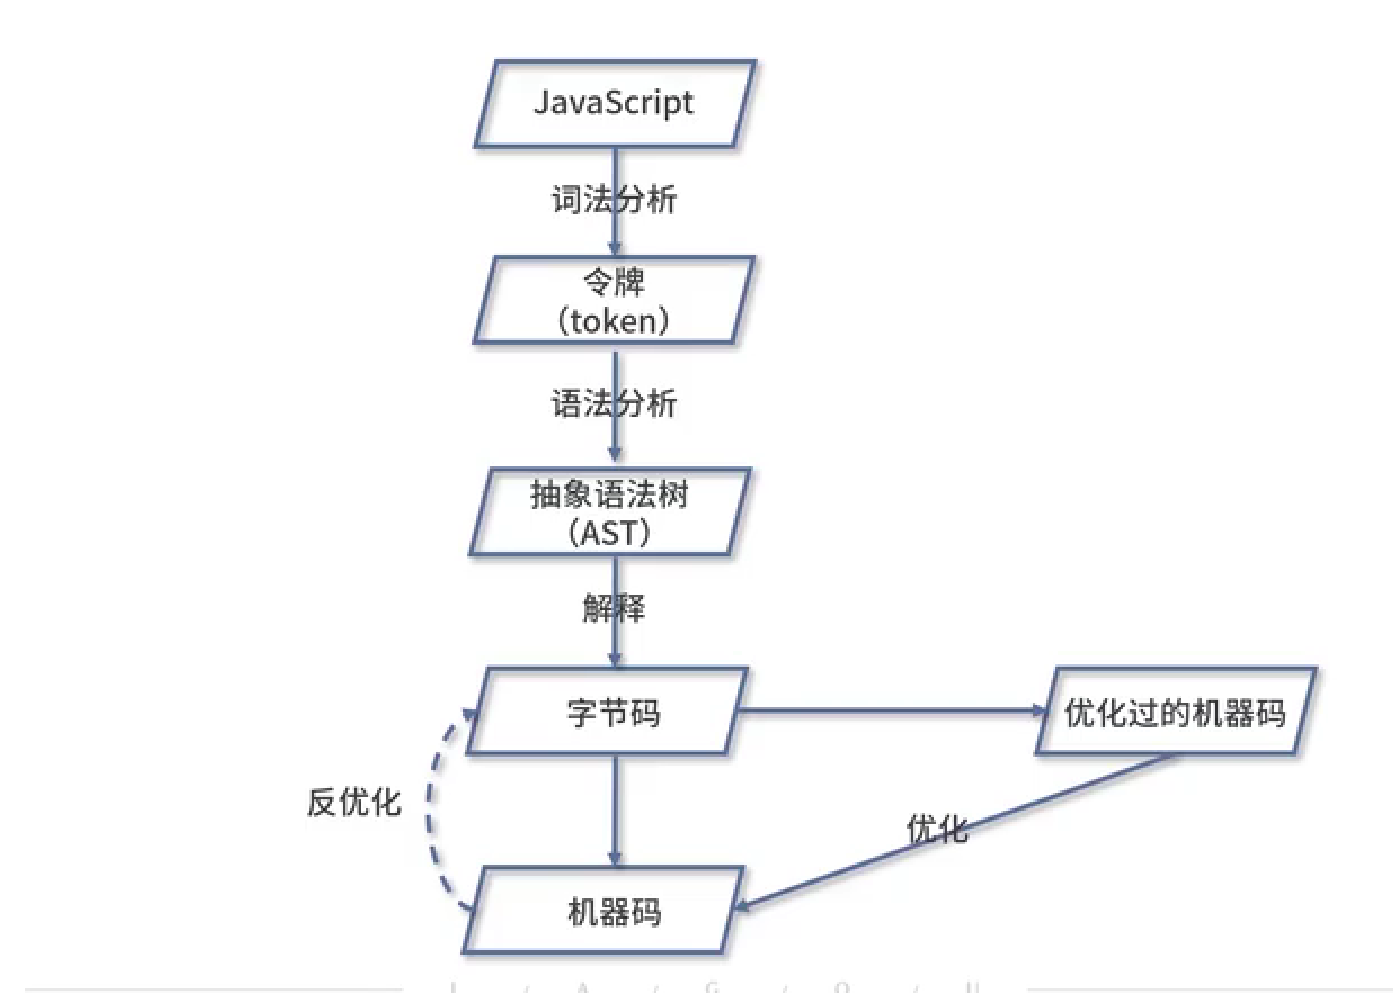 JavaScript
词法分析
令牌
（token）
语法分析
抽象语法树
（AST）
解释
字节码
优化过的机器码
反优化
优化
机器码